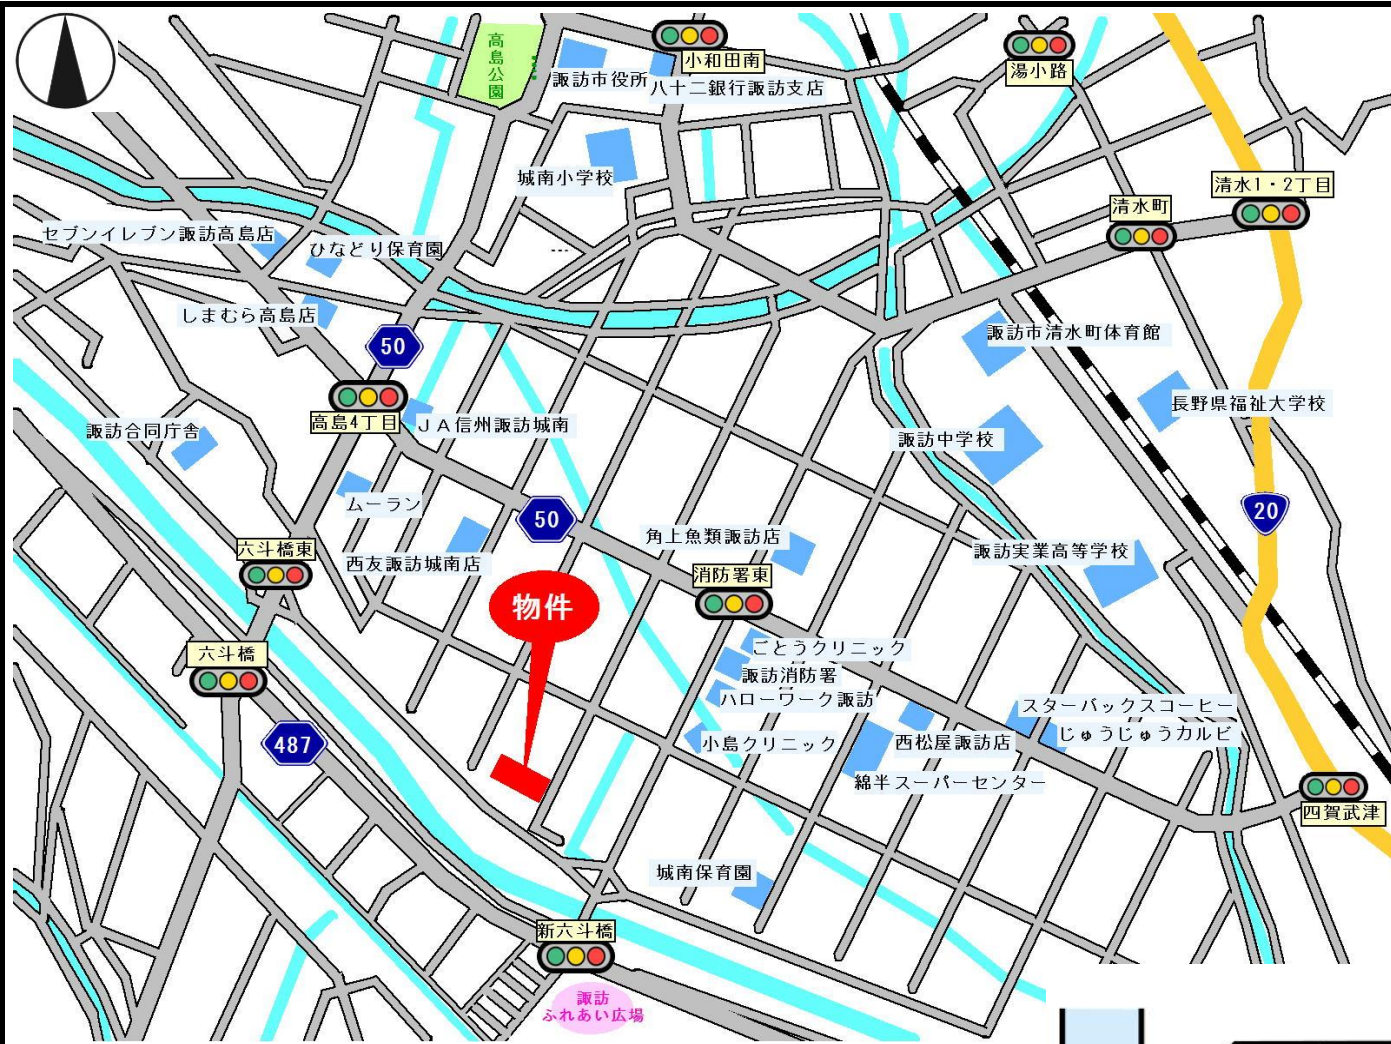 高島公園
小和田南
湯小路
諏訪市役所
八十二銀行諏訪支店
城南小学校
清水1・2丁目
清水町
セブンイレブン諏訪高島店
ひなどり保育園
しまむら高島店
50
諏訪市清水町体育館
高島4丁目
JA信州諏訪城南
長野県福祉大学校
諏訪合同庁舎
諏訪中学校
ムーラン
50
20
角上魚類諏訪店
六斗橋東
西友諏訪城南店
諏訪実業高等学校
消防署東
物件
六斗橋
ごとうクリニック
諏訪消防署
ハローワーク諏訪
スターバックスコーヒー
じゅうじゅうカルビ
487
小島クリニック
西松屋諏訪店
綿半スーパーセンター
四賀武津
城南保育園
新六斗橋
諏訪
ふれあい広場